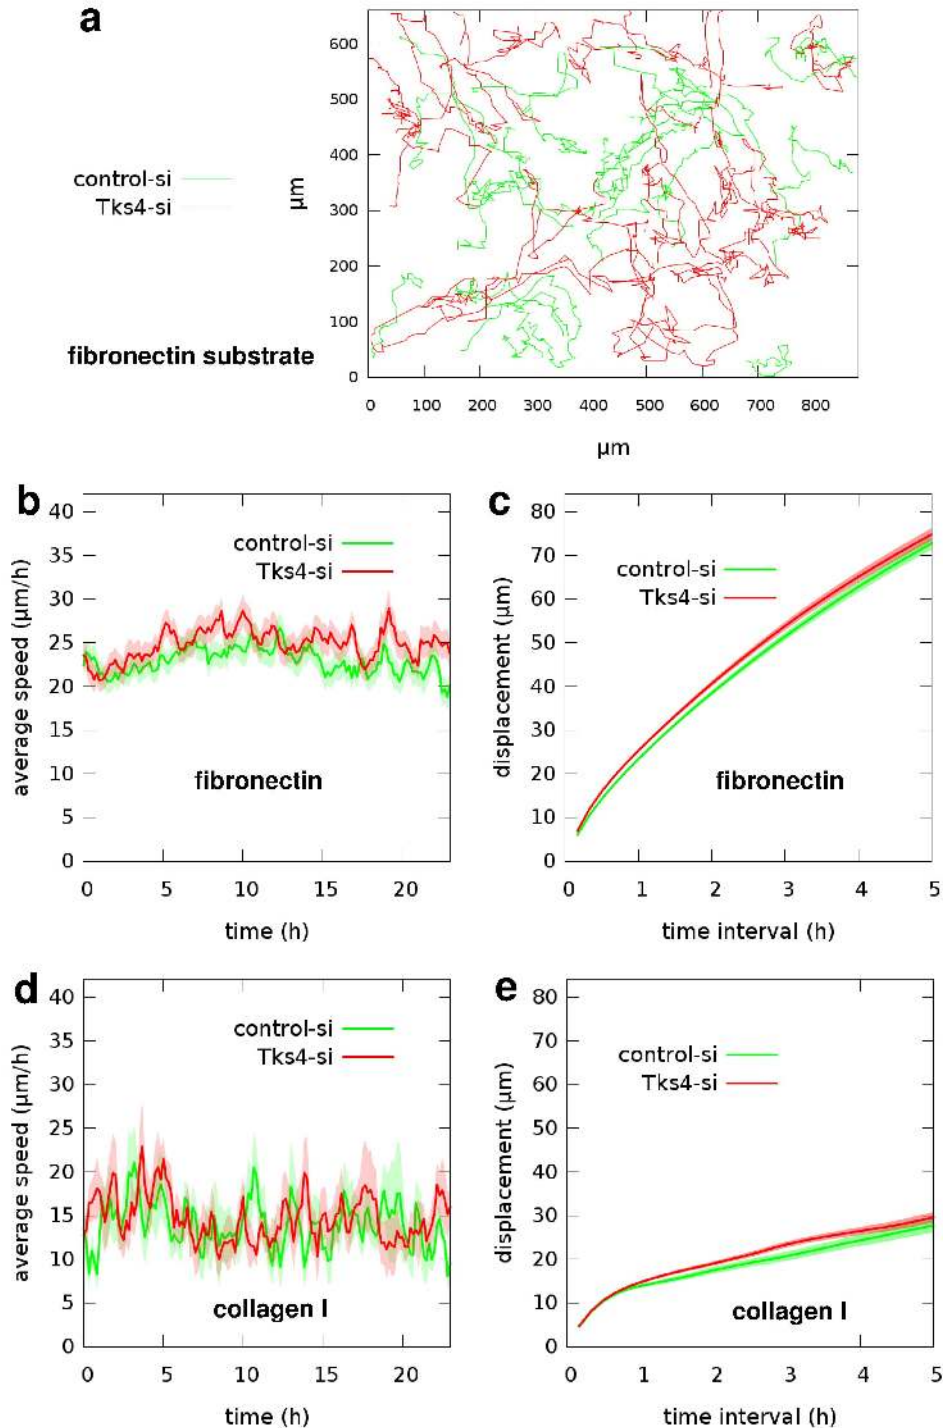 a
600
500
400
300
200
100
0
μm
control-si
Tks4-si
fibronectin substrate
0 100 200 300 400 500 600 700 800
μm
b
40
35
30
25
20
15
10
5
0
average speed (μm/h)
control-si
Tks4-si
fibronectin
0 5 10 15 20
time (h)
c
80
70
60
50
40
30
20
10
0
displacement (μm)
control-si
Tks4-si
fibronectin
0 1 2 3 4 5
time interval (h)
d
40
35
30
25
20
15
10
5
0
average speed (μm/h)
control-si
Tks4-si
collagen I
0 5 10 15 20
time (h)
e
80
70
60
50
40
30
20
10
0
displacement (μm)
control-si
Tks4-si
collagen I
0 1 2 3 4 5
time interval (h)